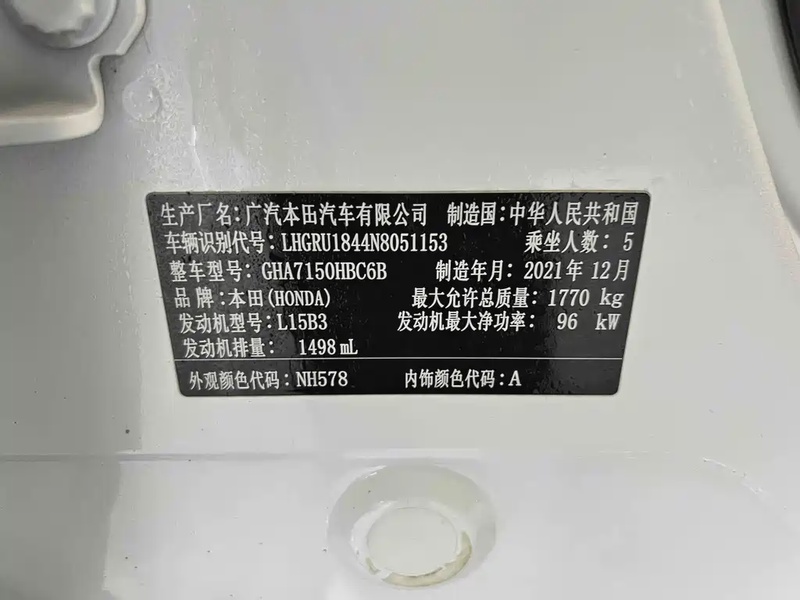 生产厂名:广汽本田汽车有限公司 制造国:中华人民共和国
车辆识别代号:LHGRU1844N8051153 乘坐人数:5
整车型号:GHA7150HBC6B 制造年月:2021年12月
品牌:本田(HONDA) 最大允许总质量:1770 kg
发动机型号:L15B3 发动机最大净功率: 96 kW
发动机排量: 1498 mL
外观颜色代码:NH578 内饰颜色代码:A